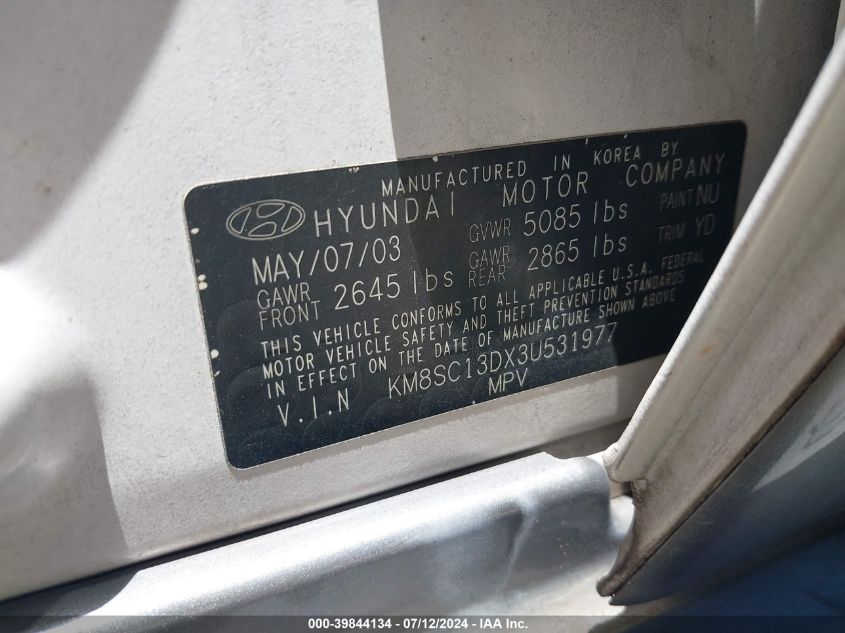 MANUFACTURED IN KOREA BY
HYUNDAI MOTOR COMPANY
MAY/07/03 GVWR 5085 lbs PAINT NU
GAWR FRONT 2645 lbs GAWR REAR 2865 lbs TRIM YD
THIS VEHICLE CONFORMS TO ALL APPLICABLE U.S.A. FEDERAL
MOTOR VEHICLE SAFETY AND THEFT PREVENTION STANDARDS
IN EFFECT ON THE DATE OF MANUFACTURE SHOWN ABOVE
V.I.N KM8SC13DX3U531977
MPV
000-39844134 - 07/12/2024 - IAA Inc.